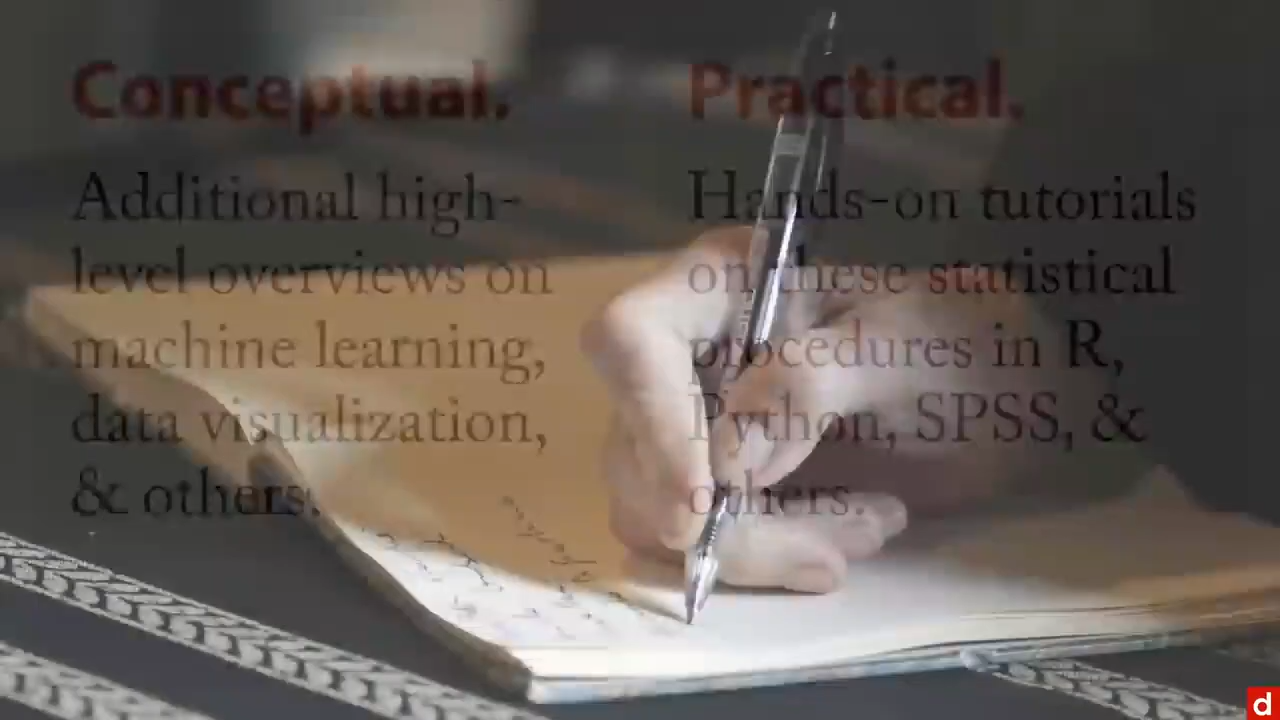 Conceptual.
Additional high-
level overviews on
machine learning,
data visualization,
& others.
Practical.
Hands-on tutorials
on these statistical
procedures in R,
Python, SPSS, &
others.
d